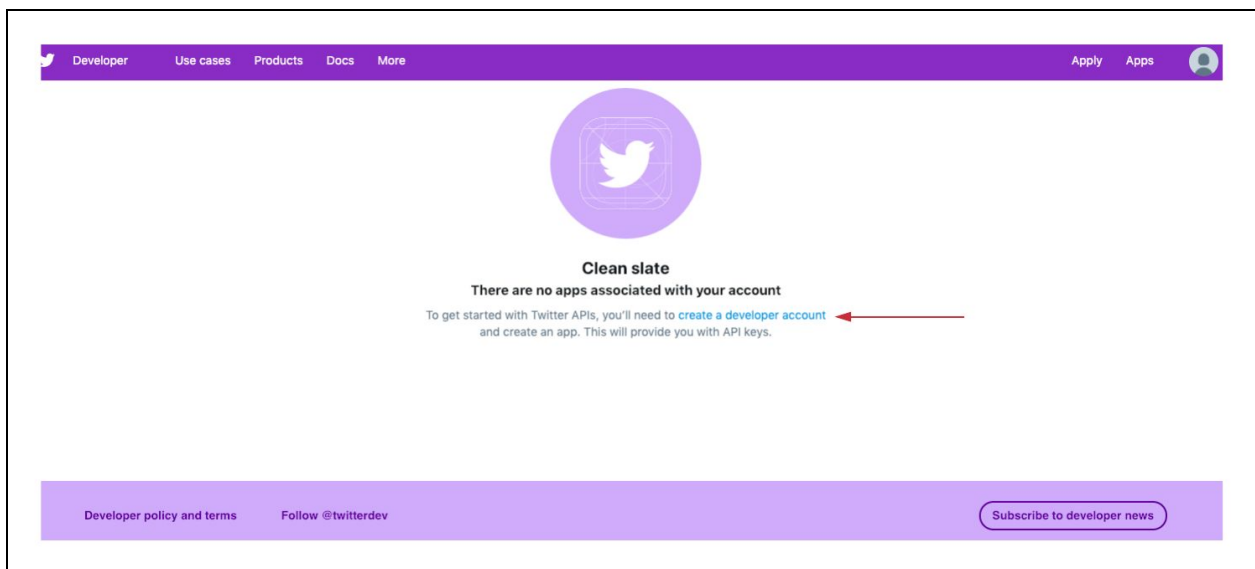 Developer Use cases Products Docs More Apply Apps
Clean slate
There are no apps associated with your account
To get started with Twitter APIs, you'll need to create a developer account
and create an app. This will provide you with API keys.
Developer policy and terms Follow @twitterdev Subscribe to developer news